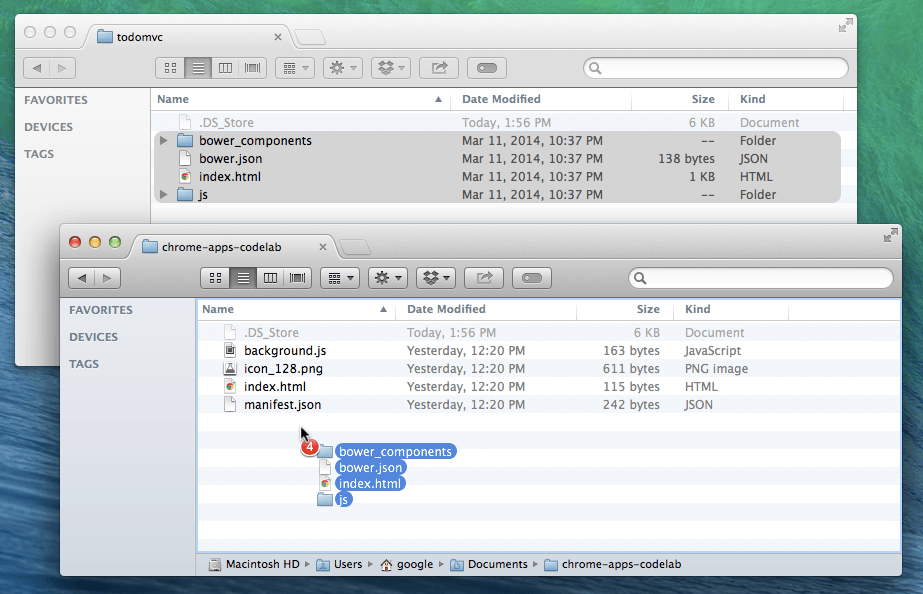 todomvc
FAVORITES
DEVICES
TAGS
Name Date Modified Size Kind
.DS_Store Today, 1:56 PM 6 KB Document
bower_components Mar 11, 2014, 10:37 PM -- Folder
bower.json Mar 11, 2014, 10:37 PM 138 bytes JSON
index.html Mar 11, 2014, 10:37 PM 1 KB HTML
js Mar 11, 2014, 10:37 PM -- Folder
chrome-apps-codelab
FAVORITES
DEVICES
TAGS
Name Date Modified Size Kind
.DS_Store Today, 1:56 PM 6 KB Document
background.js Yesterday, 12:20 PM 163 bytes JavaScript
icon_128.png Yesterday, 12:20 PM 611 bytes PNG image
index.html Yesterday, 12:20 PM 115 bytes HTML
manifest.json Yesterday, 12:20 PM 242 bytes JSON
4 bower_components
bower.json
index.html
js
Macintosh HD Users google Documents chrome-apps-codelab